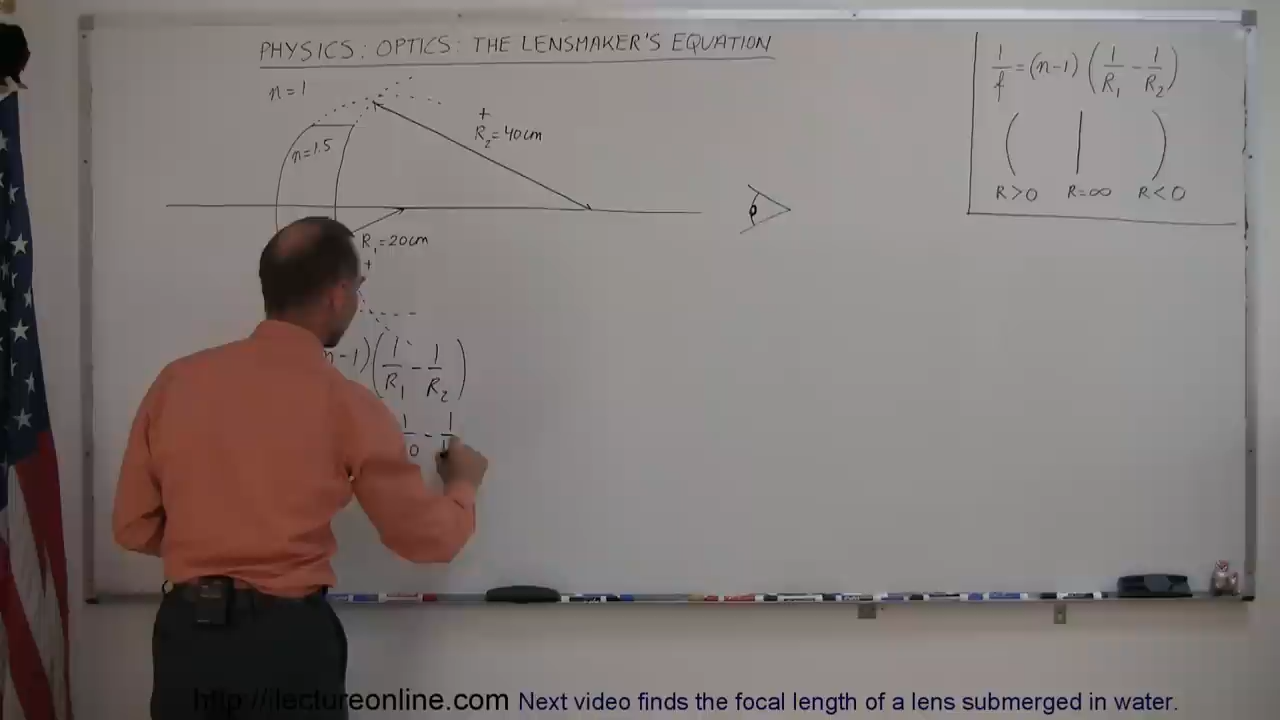 PHYSICS: OPTICS: THE LENSMAKER'S EQUATION
n=1
n=1.5
+
R₂=40cm
R₁=20cm
+
1/f=(n-1)(1/R₁ - 1/R₂)
( | )
R>0 R=∞ R<0
n-1)(1/R₁ - 1/R₂)
http://ilectureonline.com Next video finds the focal length of a lens submerged in water.